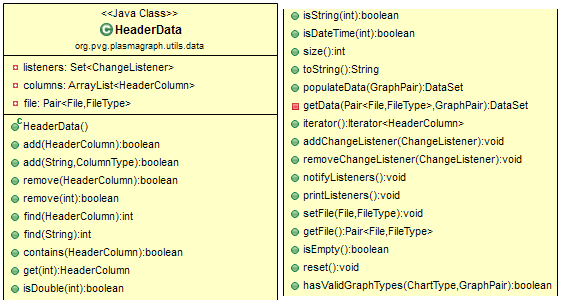 <<Java Class>>
HeaderData
org.pvg.plasmagraph.utils.data
listeners: Set<ChangeListener>
columns: ArrayList<HeaderColumn>
file: Pair<File,FileType>
HeaderData()
add(HeaderColumn):boolean
add(String,ColumnType):boolean
remove(HeaderColumn):boolean
remove(int):boolean
find(HeaderColumn):int
find(String):int
contains(HeaderColumn):boolean
get(int):HeaderColumn
isDouble(int):boolean
isString(int):boolean
isDateTime(int):boolean
size():int
toString():String
populateData(GraphPair):DataSet
getData(Pair<File,FileType>,GraphPair):DataSet
iterator():Iterator<HeaderColumn>
addChangeListener(ChangeListener):void
removeChangeListener(ChangeListener):void
notifyListeners():void
printListeners():void
setFile(File,FileType):void
getFile():Pair<File,FileType>
isEmpty():boolean
reset():void
hasValidGraphTypes(ChartType,GraphPair):boolean